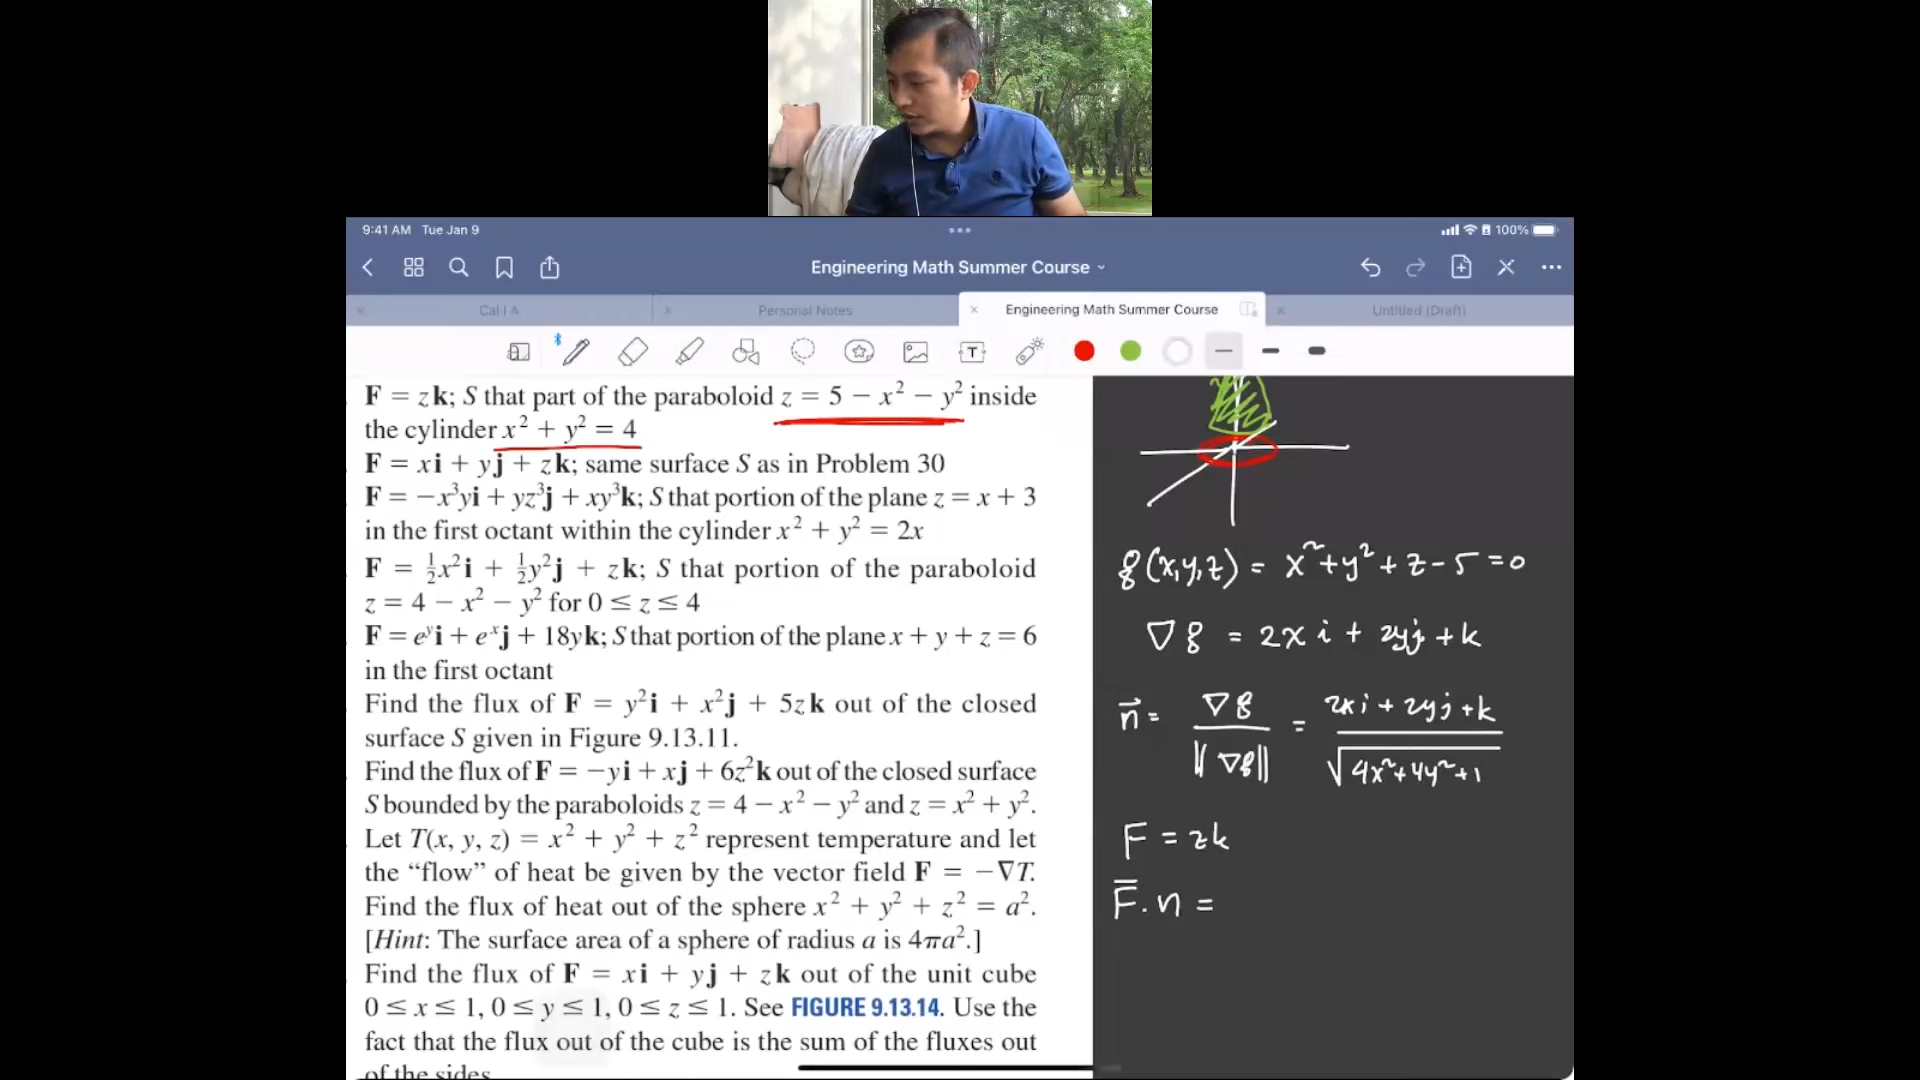 9:41 AM Tue Jan 9
100%
Engineering Math Summer Course
Cal I A
Personal Notes
Engineering Math Summer Course
Untitled (Draft)
T
F = zk; S that part of the paraboloid z = 5 − x² − y² inside
the cylinder x² + y² = 4
F = xi + yj + zk; same surface S as in Problem 30
F = −x³yi + yz³j + xy³k; S that portion of the plane z = x + 3
in the first octant within the cylinder x² + y² = 2x
F = ½x²i + ½y²j + zk; S that portion of the paraboloid
z = 4 − x² − y² for 0 ≤ z ≤ 4
F = eʸi + eˣj + 18yk; S that portion of the plane x + y + z = 6
in the first octant
Find the flux of F = y²i + x²j + 5zk out of the closed
surface S given in Figure 9.13.11.
Find the flux of F = −yi + xj + 6z²k out of the closed surface
S bounded by the paraboloids z = 4 − x² − y² and z = x² + y².
Let T(x, y, z) = x² + y² + z² represent temperature and let
the “flow” of heat be given by the vector field F = −∇T.
Find the flux of heat out of the sphere x² + y² + z² = a².
[Hint: The surface area of a sphere of radius a is 4πa².]
Find the flux of F = xi + yj + zk out of the unit cube
0 ≤ x ≤ 1, 0 ≤ y ≤ 1, 0 ≤ z ≤ 1. See FIGURE 9.13.14. Use the
fact that the flux out of the cube is the sum of the fluxes out
of the sides.
g(x,y,z) = x²+y²+z−5=0
∇g = 2xi + 2yj + k
n⃗ = ∇g / ‖∇g‖ = (2xi + 2yj + k) / √(4x²+4y²+1)
F = zk
F̄.n =